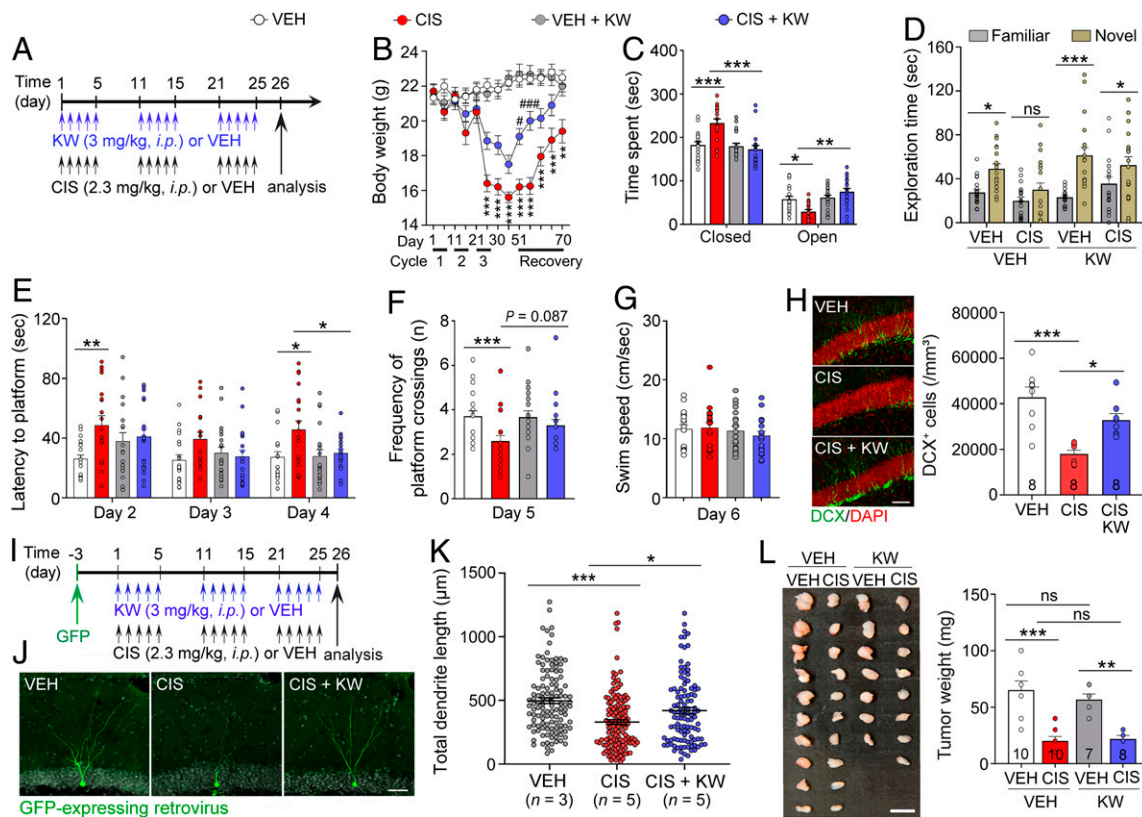 VEH CIS VEH + KW CIS + KW
A
Time
(day)
1 5 11 15 21 25 26
KW (3 mg/kg, i.p.) or VEH
CIS (2.3 mg/kg, i.p.) or VEH
analysis
B
Body weight (g)
24
22
20
18
16
14
###
#
***
***
***
***
***
***
***
**
Day 1 11 21 30 51 70
Cycle 1 2 3 Recovery
C
Time spent (sec)
400
300
200
100
0
***
***
*
**
Closed Open
D
Exploration time (sec)
160
120
80
40
0
Familiar Novel
* ns *** *
VEH CIS VEH CIS
VEH KW
E
Latency to platform (sec)
120
80
40
0
**
*
*
Day 2 Day 3 Day 4
F
Frequency of
platform crossings (n)
8
6
4
2
0
P = 0.087
***
Day 5
G
Swim speed (cm/sec)
30
20
10
0
Day 6
H
VEH
CIS
CIS + KW
DCX/DAPI
DCX+ cells (/mm³)
80000
60000
40000
20000
0
***
*
8 8 8
VEH CIS CIS
KW
I
Time
(day)
-3 1 5 11 15 21 25 26
KW (3 mg/kg, i.p.) or VEH
GFP
CIS (2.3 mg/kg, i.p.) or VEH
analysis
J
VEH CIS CIS + KW
GFP-expressing retrovirus
K
Total dendrite length (µm)
1500
1000
500
0
***
*
VEH CIS CIS + KW
(n = 3) (n = 5) (n = 5)
L
VEH KW
VEH CIS VEH CIS
Tumor weight (mg)
150
100
50
0
ns
ns
***
**
10 10 7 8
VEH CIS VEH CIS
VEH KW